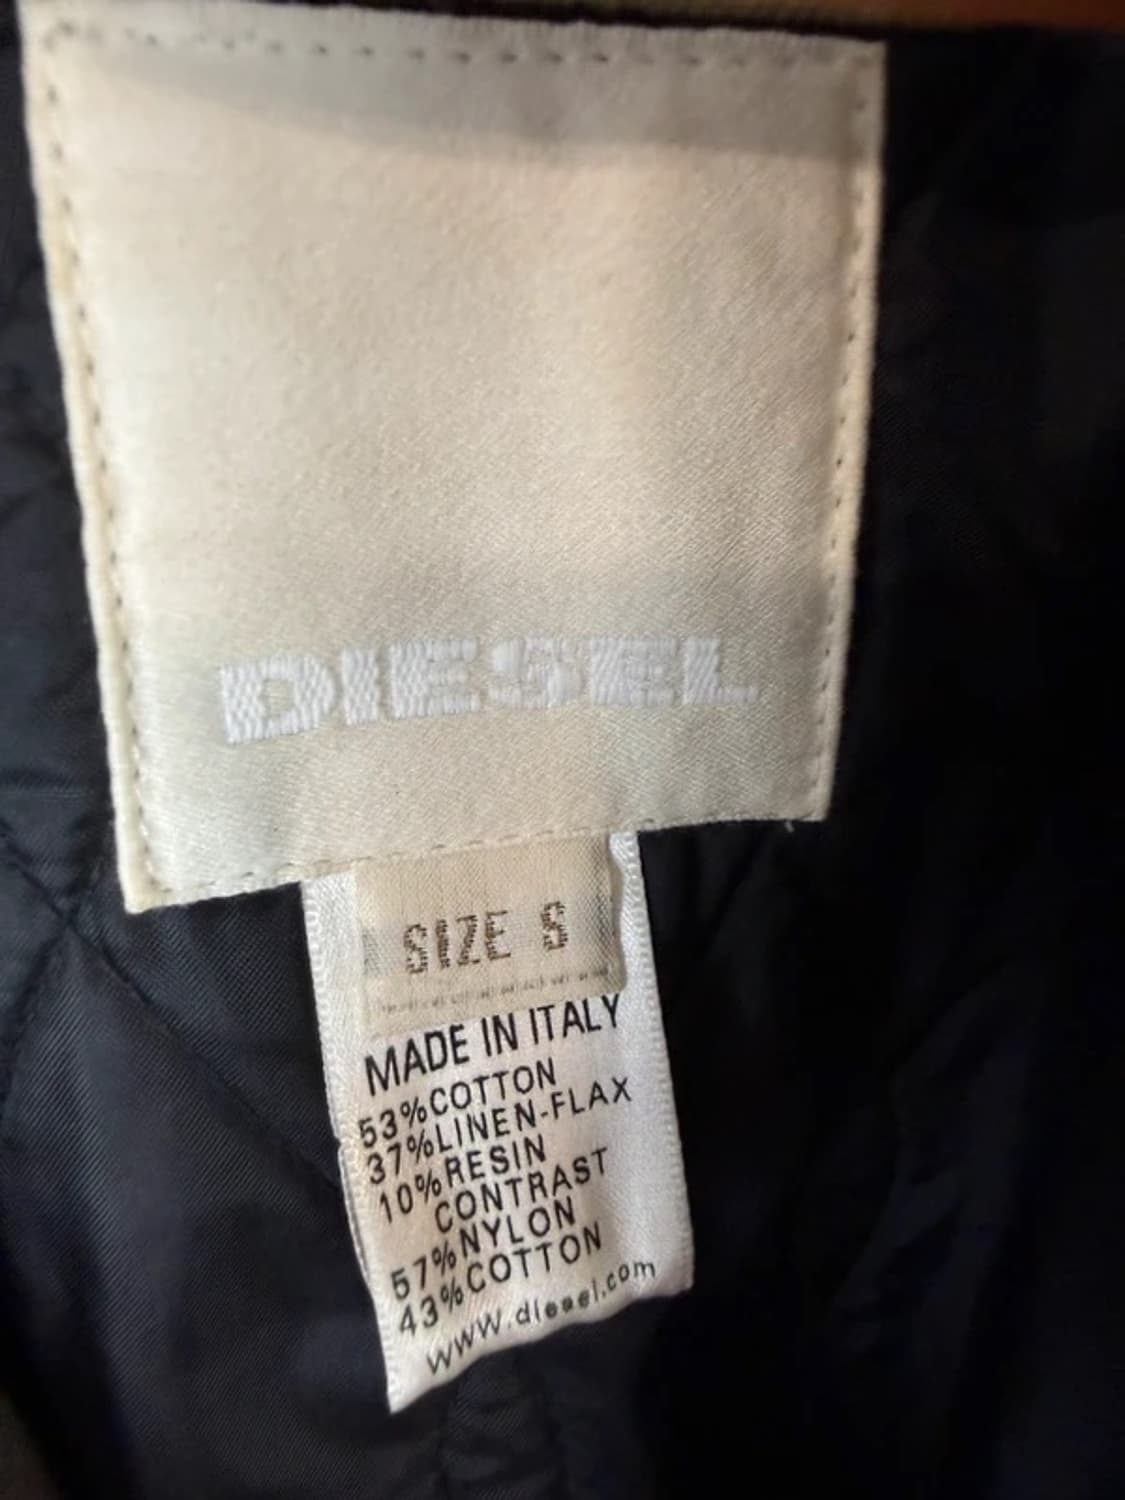 DIESEL
SIZE S
MADE IN ITALY
53%COTTON
37%LINEN-FLAX
10%RESIN
CONTRAST
57%NYLON
43%COTTON
www.diesel.com